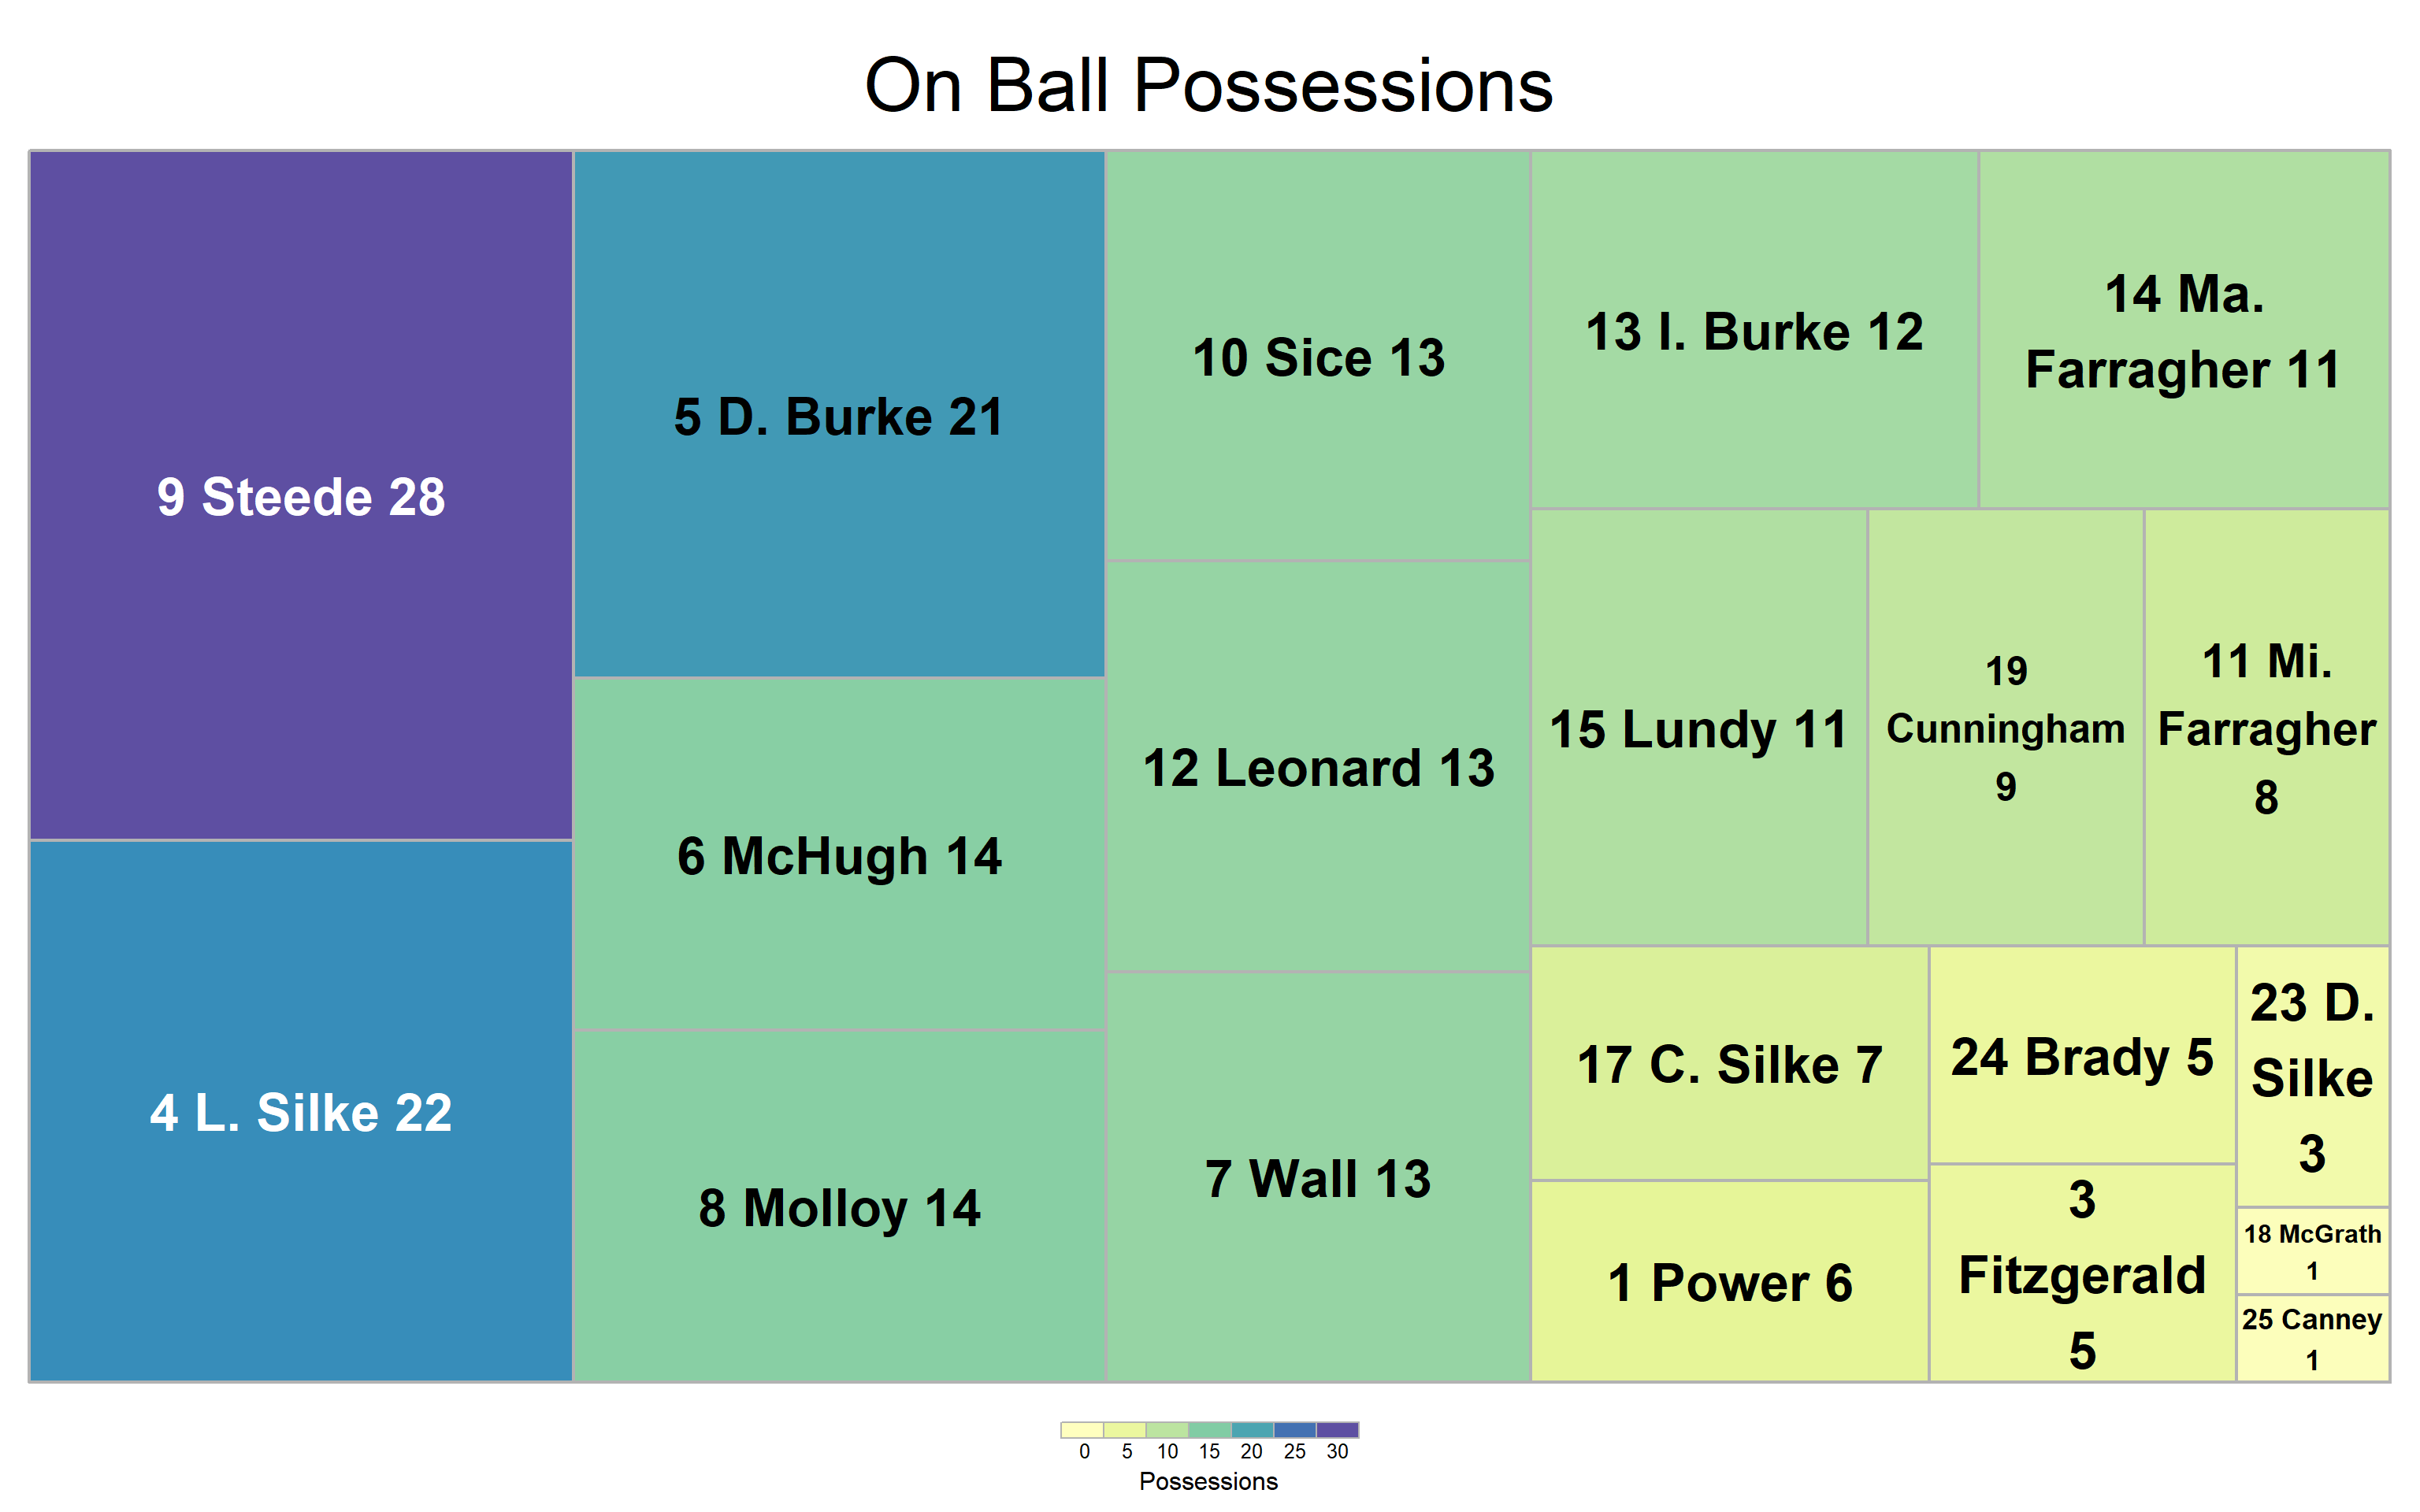 On Ball Possessions
9 Steede 28
4 L. Silke 22
5 D. Burke 21
6 McHugh 14
8 Molloy 14
10 Sice 13
12 Leonard 13
7 Wall 13
13 I. Burke 12
14 Ma.
Farragher 11
15 Lundy 11
19
Cunningham
9
11 Mi.
Farragher
8
17 C. Silke 7
1 Power 6
24 Brady 5
3
Fitzgerald
5
23 D.
Silke
3
18 McGrath
1
25 Canney
1
0 5 10 15 20 25 30
Possessions